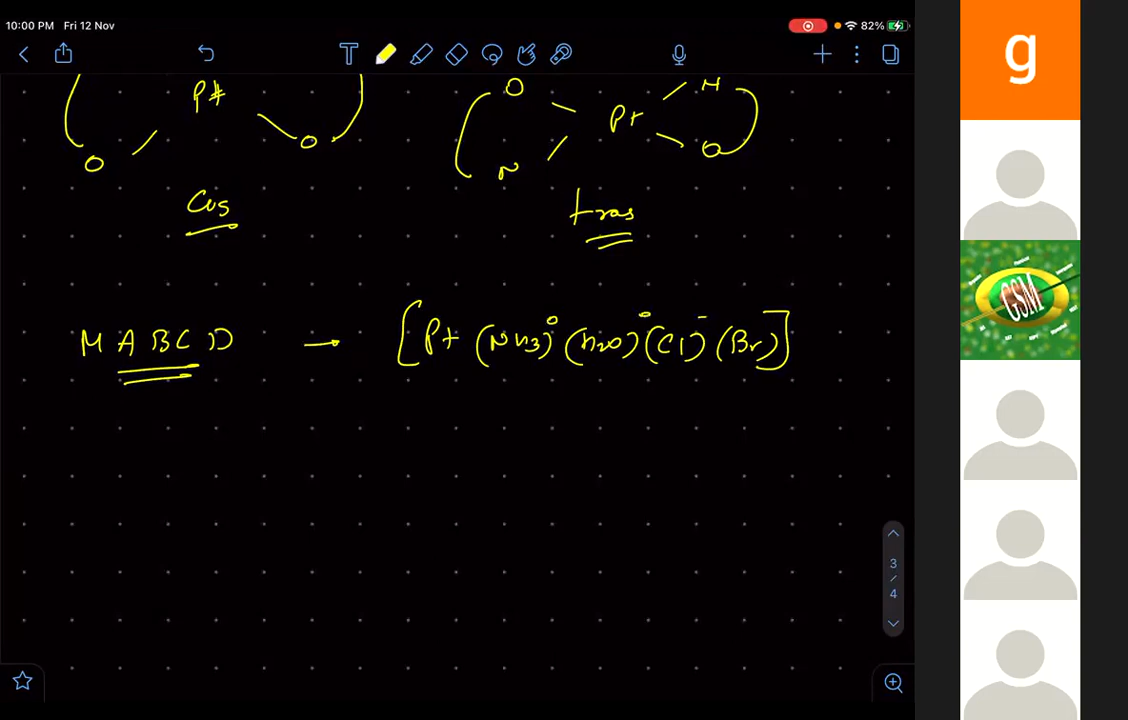 10:00 PM Fri 12 Nov
82%
g
Pt
O
O
O
N
Pt
N
O
Cis
tras
GSM
M A B C D → [Pt (NH3)° (H2O)° (Cl)⁻ (Br)]
3
/
4